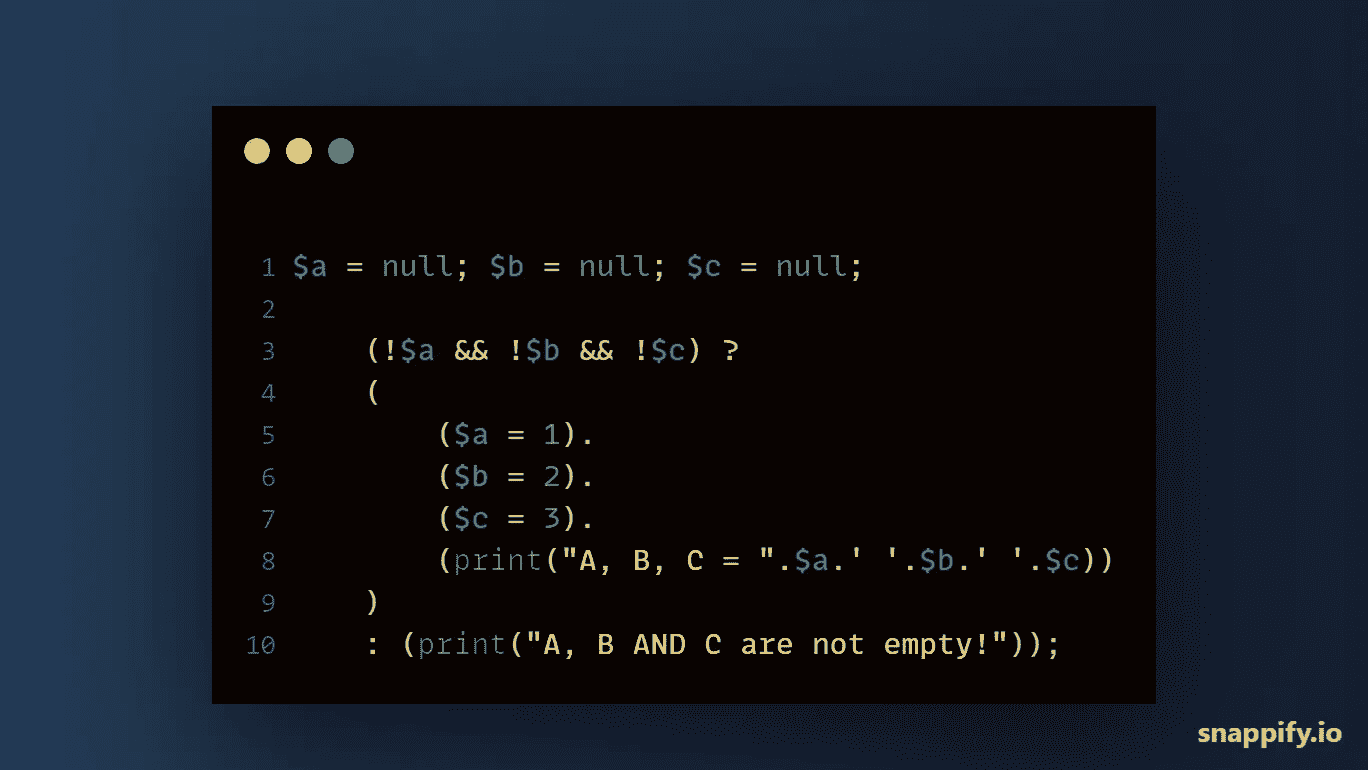 1 $a = null; $b = null; $c = null;
2
3 (!$a && !$b && !$c) ?
4 (
5 ($a = 1).
6 ($b = 2).
7 ($c = 3).
8 (print("A, B, C = ".$a.' '.$b.' '.$c))
9 )
10 : (print("A, B AND C are not empty!"));
snappify.io